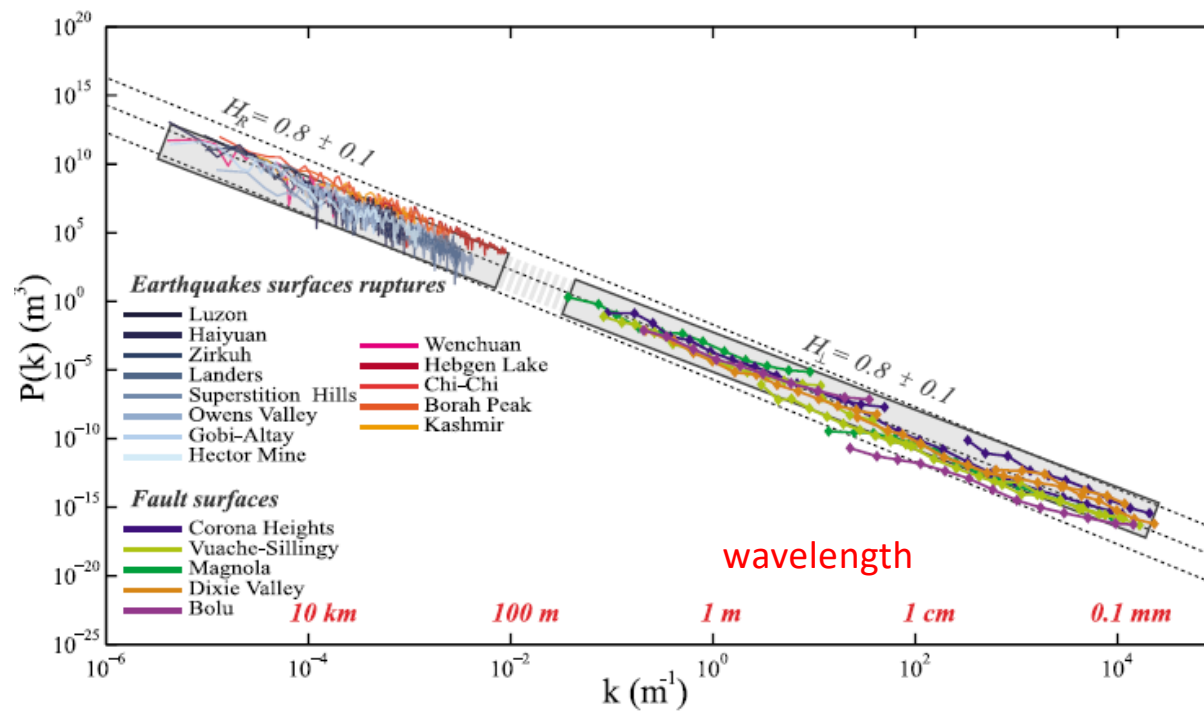 10^20
10^15
10^10
10^5
10^0
10^-5
10^-10
10^-15
10^-20
10^-25
P(k) (m^3)
H_R = 0.8 ± 0.1
H_⊥ = 0.8 ± 0.1
Earthquakes surfaces ruptures
Luzon
Haiyuan
Zirkuh
Landers
Superstition Hills
Owens Valley
Gobi-Altay
Hector Mine
Wenchuan
Hebgen Lake
Chi-Chi
Borah Peak
Kashmir
Fault surfaces
Corona Heights
Vuache-Sillingy
Magnola
Dixie Valley
Bolu
wavelength
10 km 100 m 1 m 1 cm 0.1 mm
10^-6 10^-4 10^-2 10^0 10^2 10^4
k (m^-1)